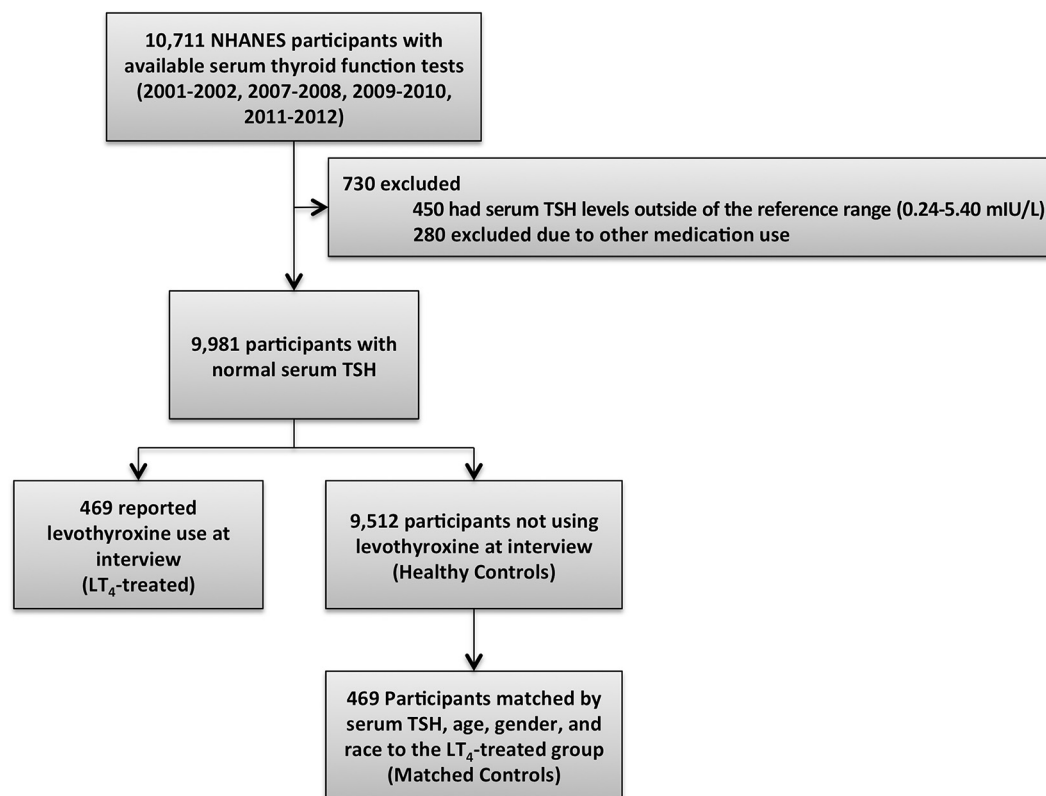 10,711 NHANES participants with
available serum thyroid function tests
(2001-2002, 2007-2008, 2009-2010,
2011-2012)
730 excluded
450 had serum TSH levels outside of the reference range (0.24-5.40 mIU/L)
280 excluded due to other medication use
9,981 participants with
normal serum TSH
469 reported
levothyroxine use at
interview
(LT₄-treated)
9,512 participants not using
levothyroxine at interview
(Healthy Controls)
469 Participants matched by
serum TSH, age, gender, and
race to the LT₄-treated group
(Matched Controls)